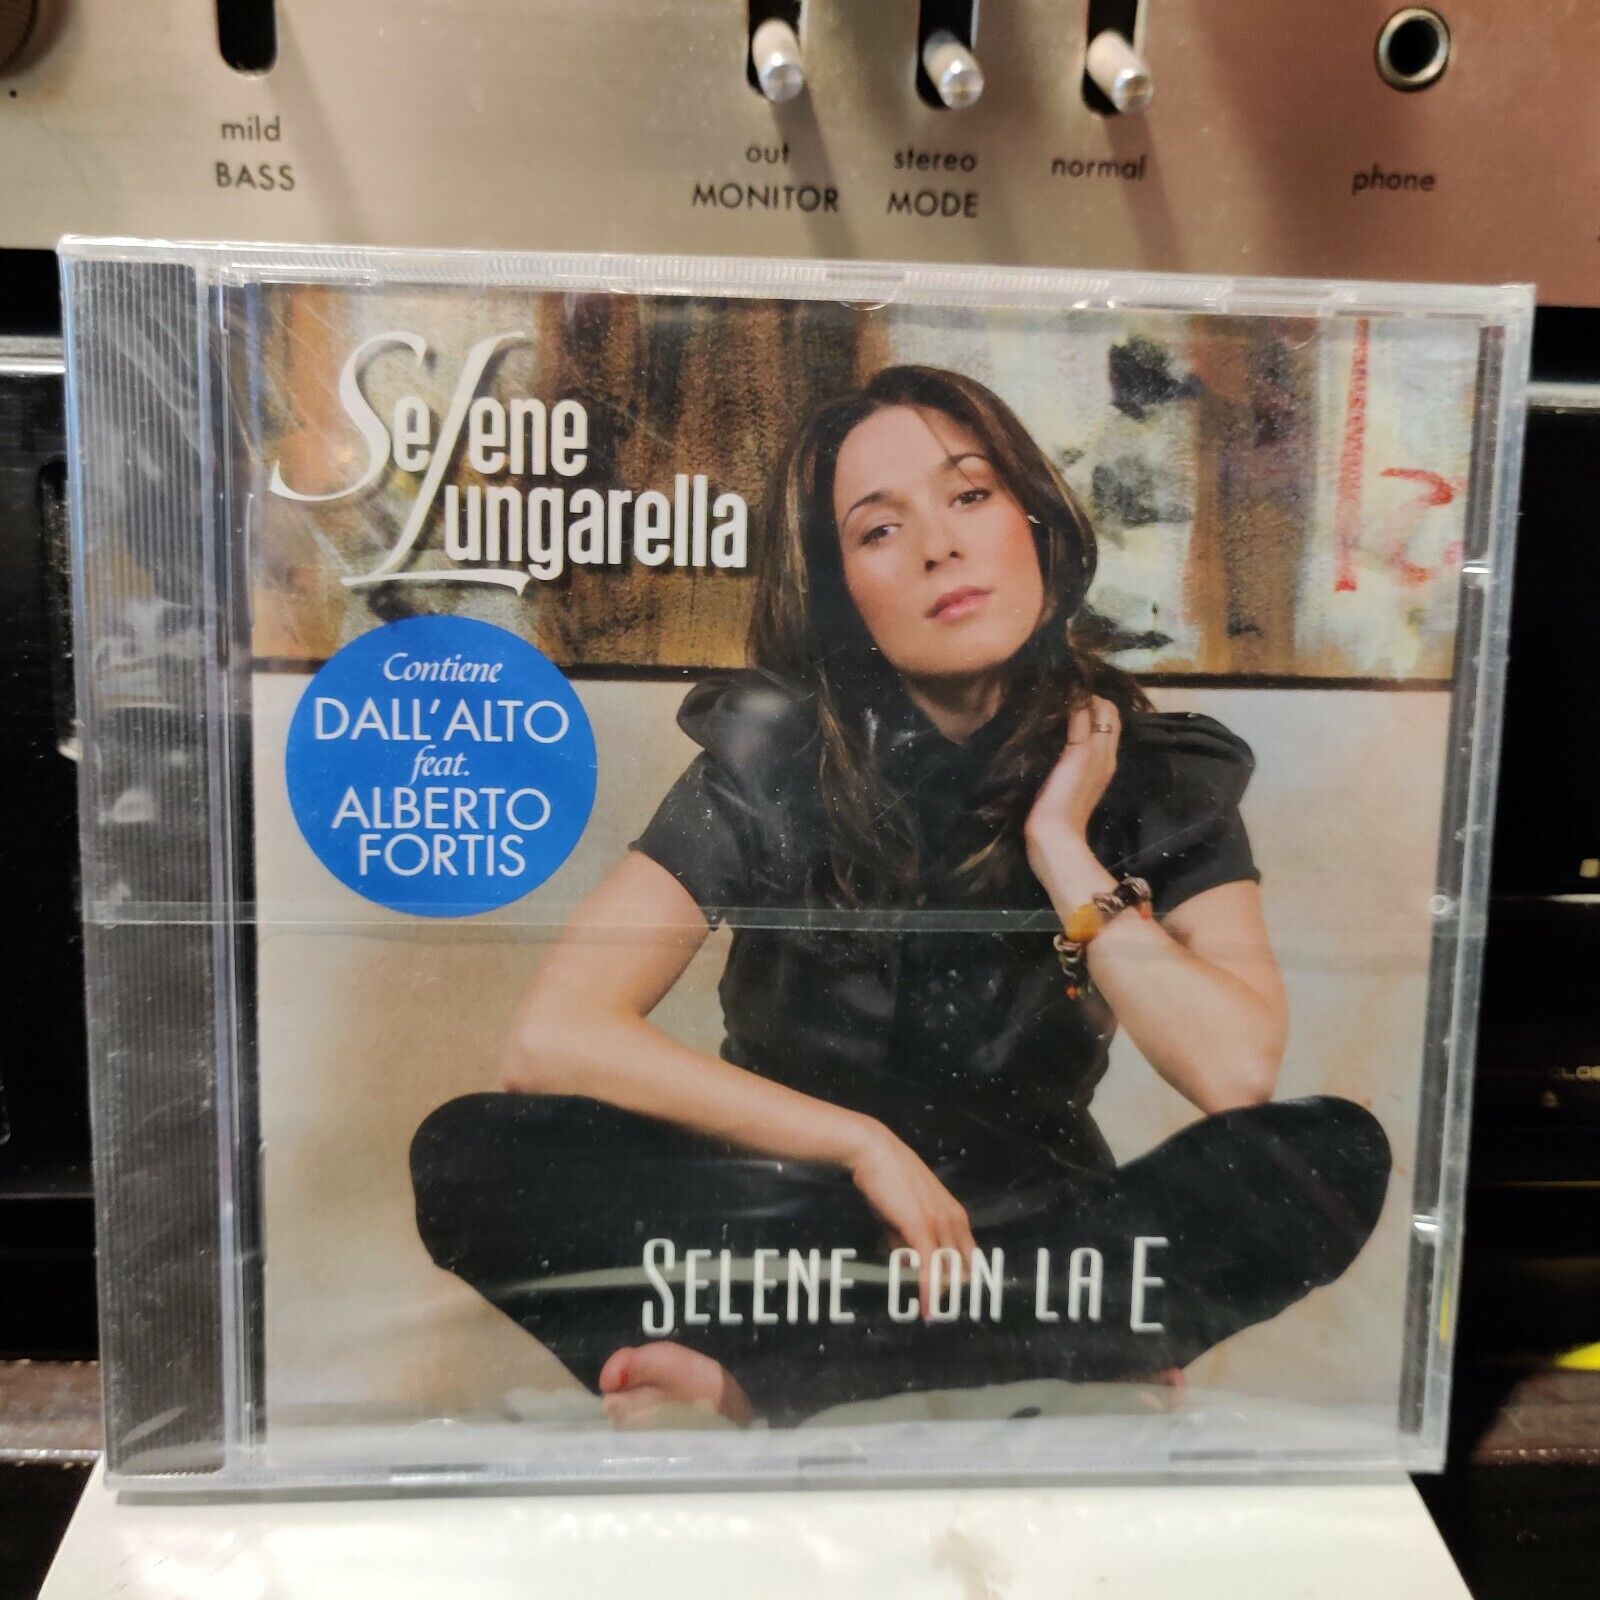 mild
BASS
out
MONITOR
stereo
MODE
normal
phone
Selene
Lungarella
Contiene
DALL'ALTO
feat.
ALBERTO
FORTIS
SELENE CON LA E